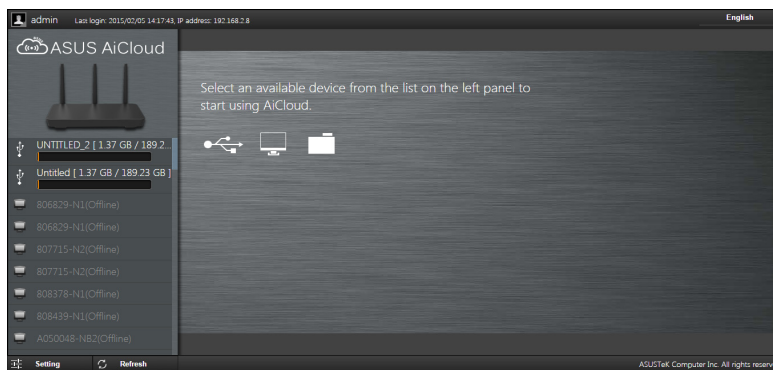 admin Last login: 2015/02/05 14:17:43, IP address: 192.168.2.8 English
ASUS AiCloud
Select an available device from the list on the left panel to
start using AiCloud.
UNTITLED_2 [ 1.37 GB / 189.2...
Untitled [ 1.37 GB / 189.23 GB ]
806829-N1(Offline)
806829-N1(Offline)
807715-N2(Offline)
807715-N2(Offline)
808378-N1(Offline)
808439-N1(Offline)
A050048-NB2(Offline)
Setting Refresh ASUSTeK Computer Inc. All rights reserv